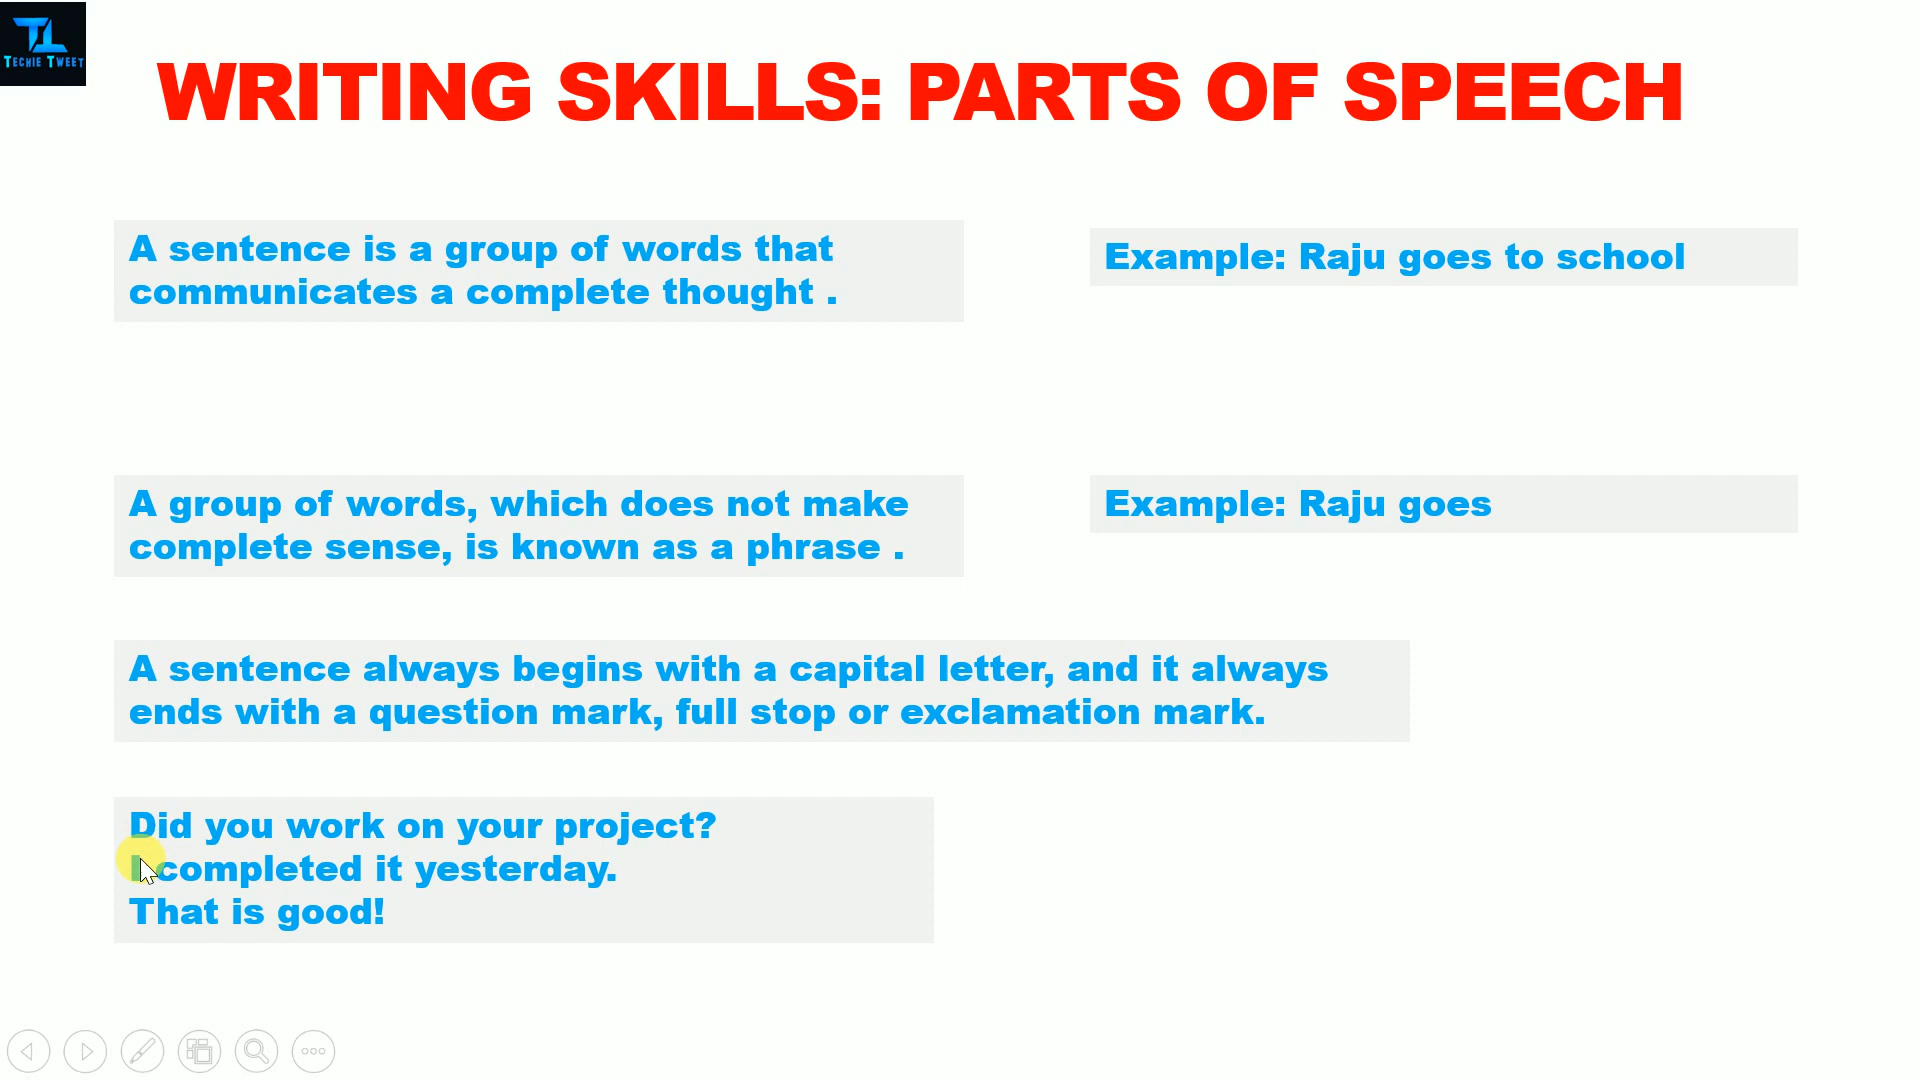 TECHIE TWEET
WRITING SKILLS: PARTS OF SPEECH
A sentence is a group of words that
communicates a complete thought .
Example: Raju goes to school
A group of words, which does not make
complete sense, is known as a phrase .
Example: Raju goes
A sentence always begins with a capital letter, and it always
ends with a question mark, full stop or exclamation mark.
Did you work on your project?
I completed it yesterday.
That is good!